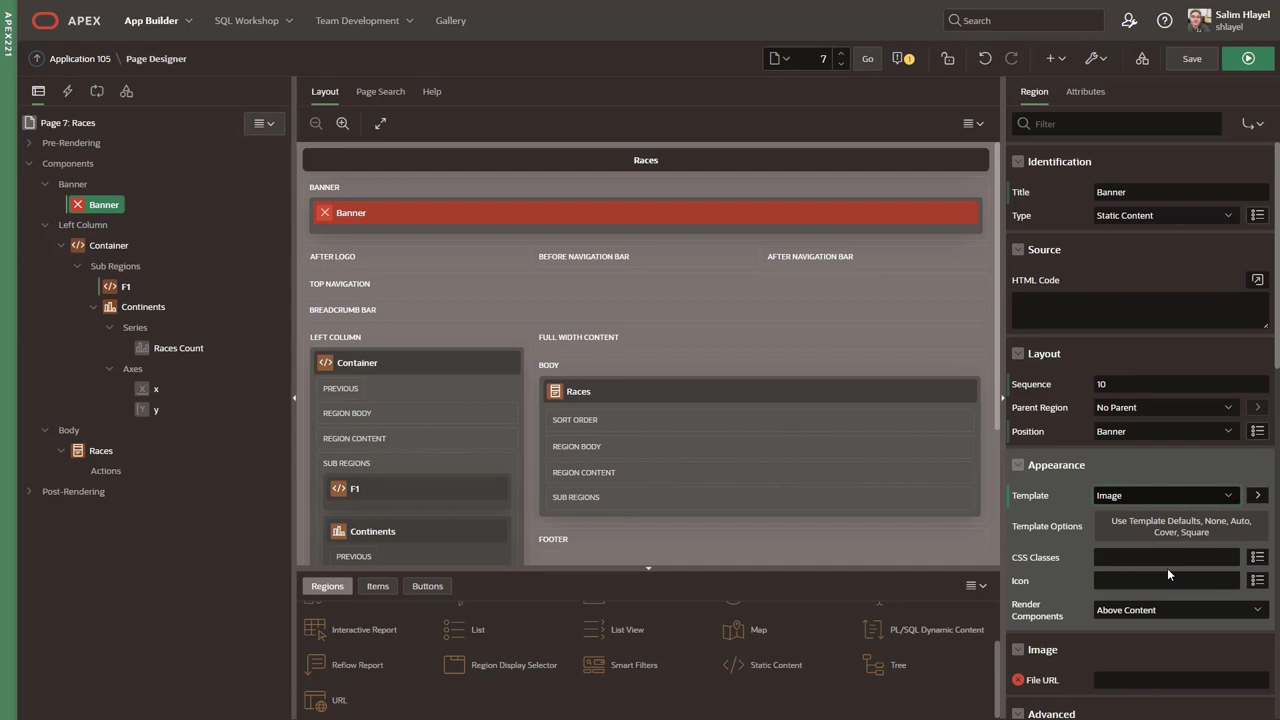 APEX221
APEX
App Builder
SQL Workshop
Team Development
Gallery
Search
Salim Hlayel
shlayel
Application 105
Page Designer
7
Go
1
Save
Page 7: Races
Pre-Rendering
Components
Banner
Banner
Left Column
Container
Sub Regions
F1
Continents
Series
Races Count
Axes
x
y
Body
Races
Actions
Post-Rendering
Layout
Page Search
Help
Races
BANNER
Banner
AFTER LOGO
BEFORE NAVIGATION BAR
AFTER NAVIGATION BAR
TOP NAVIGATION
BREADCRUMB BAR
LEFT COLUMN
FULL WIDTH CONTENT
Container
PREVIOUS
REGION BODY
REGION CONTENT
SUB REGIONS
F1
Continents
PREVIOUS
BODY
Races
SORT ORDER
REGION BODY
REGION CONTENT
SUB REGIONS
FOOTER
Regions
Items
Buttons
Interactive Report
List
List View
Map
PL/SQL Dynamic Content
Reflow Report
Region Display Selector
Smart Filters
Static Content
Tree
URL
Region
Attributes
Filter
Identification
Title
Banner
Type
Static Content
Source
HTML Code
Layout
Sequence
10
Parent Region
No Parent
Position
Banner
Appearance
Template
Image
Template Options
Use Template Defaults, None, Auto,
Cover, Square
CSS Classes
Icon
Render
Components
Above Content
Image
File URL
Advanced